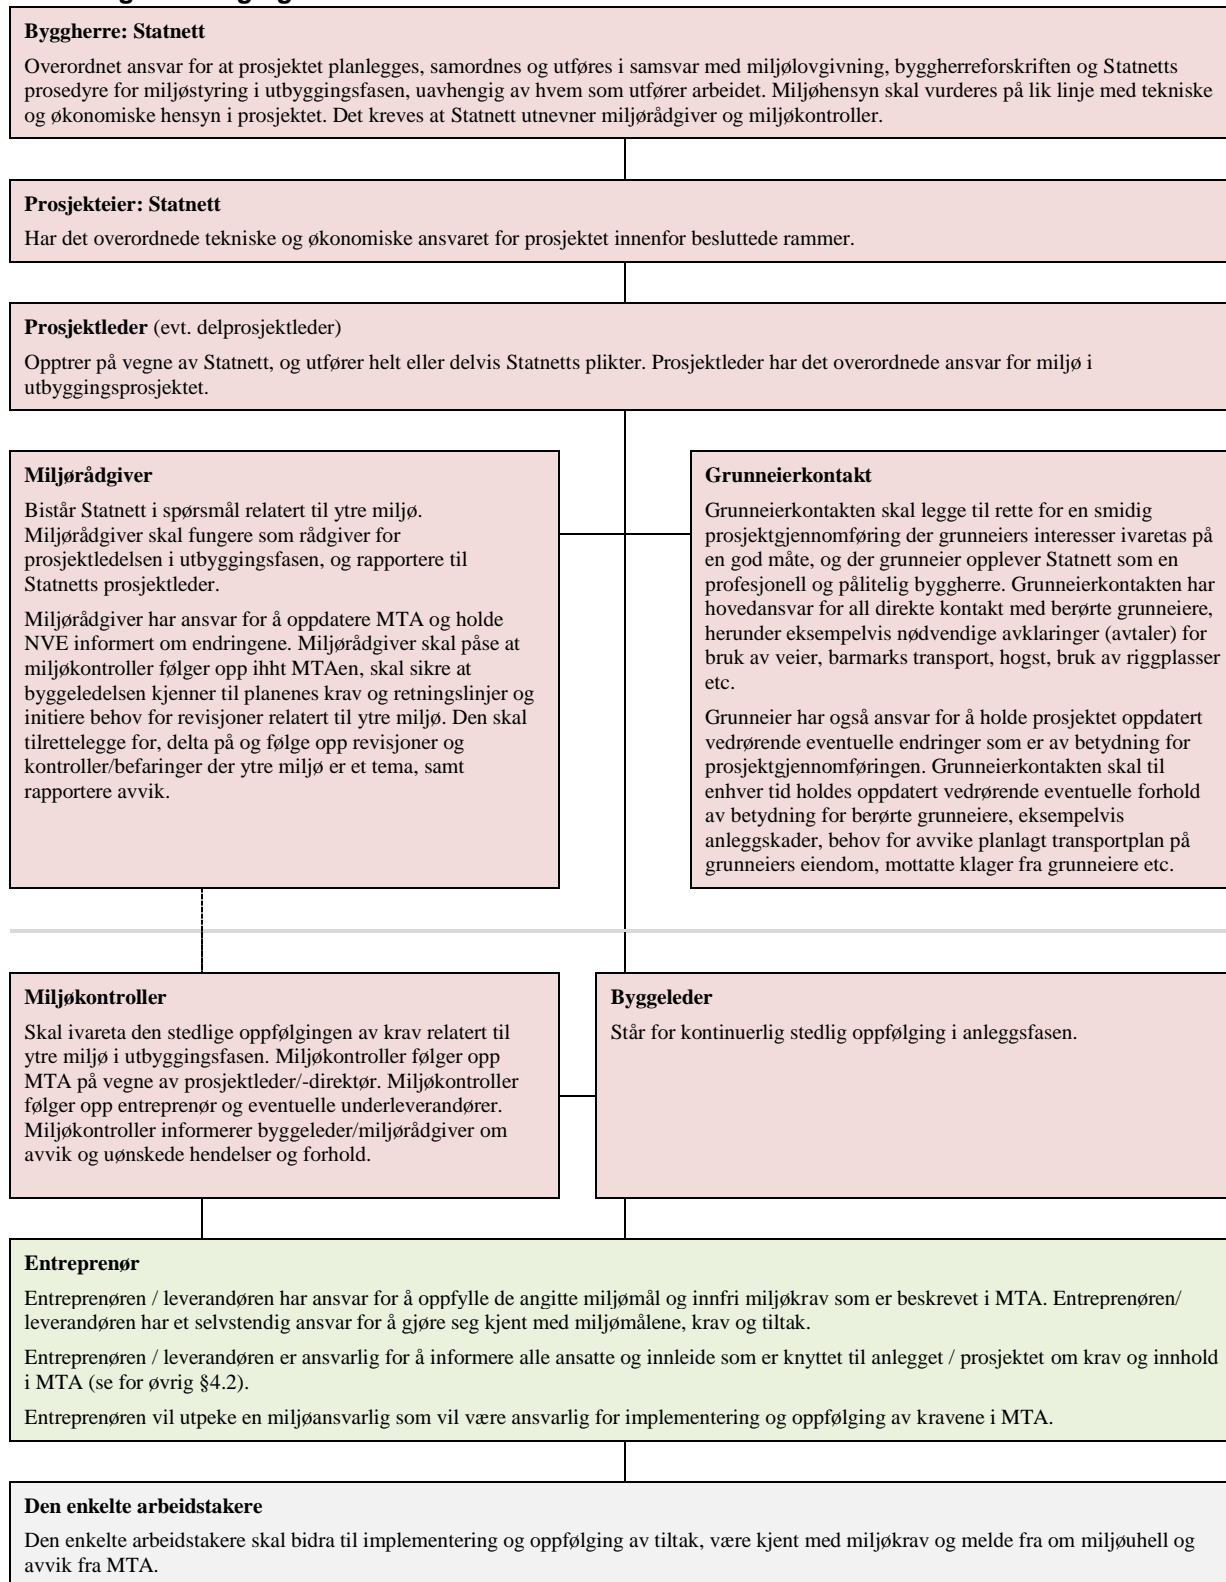 Byggherre: Statnett
Overordnet ansvar for at prosjektet planlegges, samordnes og utføres i samsvar med miljølovgivning, byggherreforskriften og Statnetts
prosedyre for miljøstyring i utbyggingsfasen, uavhengig av hvem som utfører arbeidet. Miljøhensyn skal vurderes på lik linje med tekniske
og økonomiske hensyn i prosjektet. Det kreves at Statnett utnevner miljørådgiver og miljøkontroller.
Prosjekteier: Statnett
Har det overordnede tekniske og økonomiske ansvaret for prosjektet innenfor besluttede rammer.
Prosjektleder (evt. delprosjektleder)
Opptrer på vegne av Statnett, og utfører helt eller delvis Statnetts plikter. Prosjektleder har det overordnede ansvar for miljø i
utbyggingsprosjektet.
Miljørådgiver
Bistår Statnett i spørsmål relatert til ytre miljø.
Miljørådgiver skal fungere som rådgiver for
prosjektledelsen i utbyggingsfasen, og rapportere til
Statnetts prosjektleder.
Miljørådgiver har ansvar for å oppdatere MTA og holde
NVE informert om endringene. Miljørådgiver skal påse at
miljøkontroller følger opp ihht MTAen, skal sikre at
byggeledelsen kjenner til planenes krav og retningslinjer og
initiere behov for revisjoner relatert til ytre miljø. Den skal
tilrettelegge for, delta på og følge opp revisjoner og
kontroller/befaringer der ytre miljø er et tema, samt
rapportere avvik.
Grunneierkontakt
Grunneierkontakten skal legge til rette for en smidig
prosjektgjennomføring der grunneiers interesser ivaretas på
en god måte, og der grunneier opplever Statnett som en
profesjonell og pålitelig byggherre. Grunneierkontakten har
hovedansvar for all direkte kontakt med berørte grunneiere,
herunder eksempelvis nødvendige avklaringer (avtaler) for
bruk av veier, barmarks transport, hogst, bruk av riggplasser
etc.
Grunneier har også ansvar for å holde prosjektet oppdatert
vedrørende eventuelle endringer som er av betydning for
prosjektgjennomføringen. Grunneierkontakten skal til
enhver tid holdes oppdatert vedrørende eventuelle forhold
av betydning for berørte grunneiere, eksempelvis
anleggskader, behov for avvike planlagt transportplan på
grunneiers eiendom, mottatte klager fra grunneiere etc.
Miljøkontroller
Skal ivareta den stedlige oppfølgingen av krav relatert til
ytre miljø i utbyggingsfasen. Miljøkontroller følger opp
MTA på vegne av prosjektleder/-direktør. Miljøkontroller
følger opp entreprenør og eventuelle underleverandører.
Miljøkontroller informerer byggeleder/miljørådgiver om
avvik og uønskede hendelser og forhold.
Byggeleder
Står for kontinuerlig stedlig oppfølging i anleggsfasen.
Entreprenør
Entreprenøren / leverandøren har ansvar for å oppfylle de angitte miljømål og innfri miljøkrav som er beskrevet i MTA. Entreprenøren/
leverandøren har et selvstendig ansvar for å gjøre seg kjent med miljømålene, krav og tiltak.
Entreprenøren / leverandøren er ansvarlig for å informere alle ansatte og innleide som er knyttet til anlegget / prosjektet om krav og innhold
i MTA (se for øvrig §4.2).
Entreprenøren vil utpeke en miljøansvarlig som vil være ansvarlig for implementering og oppfølging av kravene i MTA.
Den enkelte arbeidstakere
Den enkelte arbeidstakere skal bidra til implementering og oppfølging av tiltak, være kjent med miljøkrav og melde fra om miljøuhell og
avvik fra MTA.